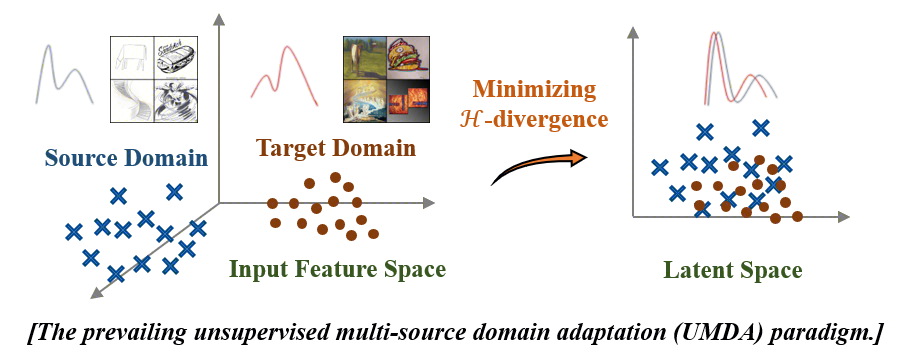 Source Domain
Target Domain
Input Feature Space
Minimizing
ℋ-divergence
Latent Space
Sandwich
[The prevailing unsupervised multi-source domain adaptation (UMDA) paradigm.]